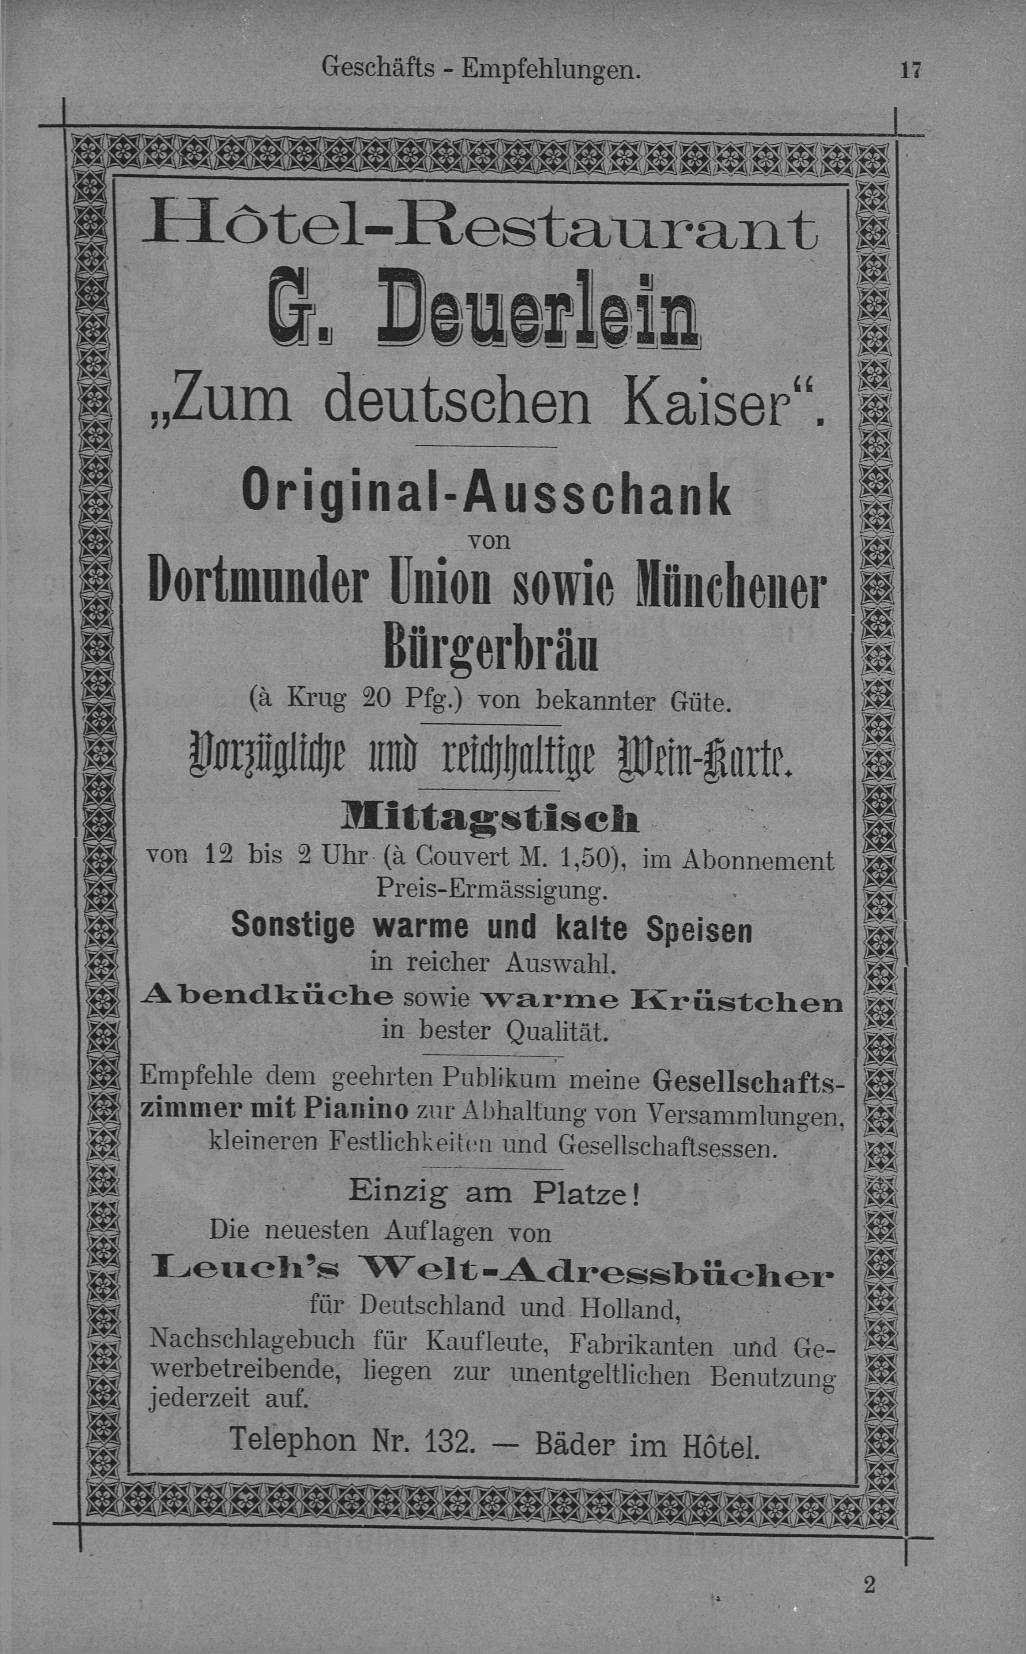 Geschäfts - Empfehlungen. 17
Hôtel-Restaurant
G. Deuerlein
„Zum deutschen Kaiser“.
Original-Ausschank
von
Dortmunder Union sowie Münchener
Bürgerbräu
(à Krug 20 Pfg.) von bekannter Güte.
Vorzügliche und reichhaltige Wein-Karte.
Mittagstisch
von 12 bis 2 Uhr (à Couvert M. 1,50), im Abonnement
Preis-Ermässigung.
Sonstige warme und kalte Speisen
in reicher Auswahl.
Abendküche sowie warme Krüstchen
in bester Qualität.
Empfehle dem geehrten Publikum meine Gesellschafts-
zimmer mit Pianino zur Abhaltung von Versammlungen,
kleineren Festlichkeiten und Gesellschaftsessen.
Einzig am Platze!
Die neuesten Auflagen von
Leuch's Welt-Adressbücher
für Deutschland und Holland,
Nachschlagebuch für Kaufleute, Fabrikanten und Ge-
werbetreibende, liegen zur unentgeltlichen Benutzung
jederzeit auf.
Telephon Nr. 132. — Bäder im Hôtel.
2